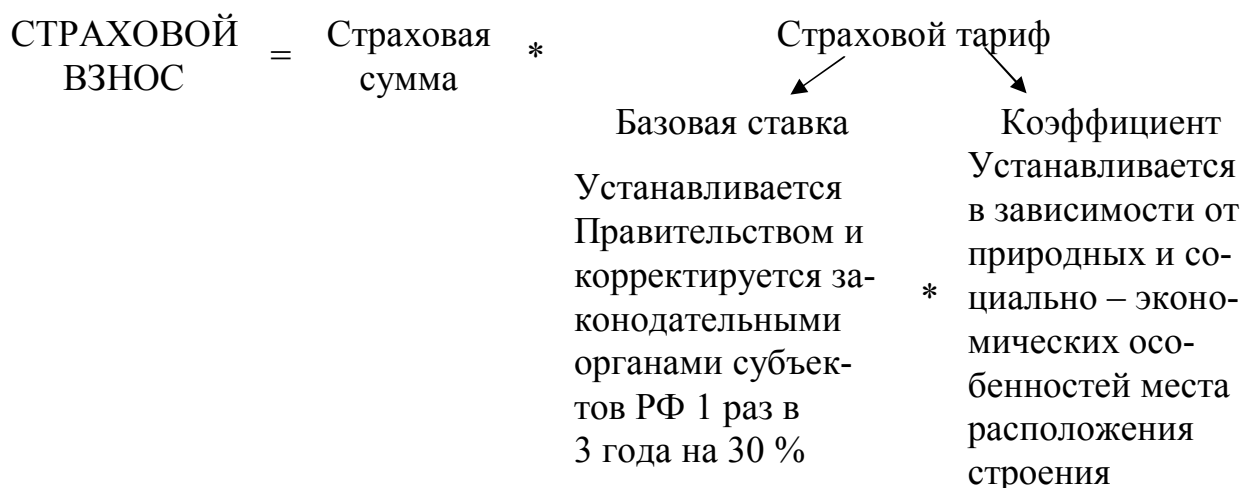 СТРАХОВОЙ ВЗНОС = Страховая сумма * Страховой тариф
Базовая ставка
Устанавливается
Правительством и
корректируется за-
конодательными
органами субъек-
тов РФ 1 раз в
3 года на 30 %
*
Коэффициент
Устанавливается
в зависимости от
природных и со-
циально – эконо-
мических осо-
бенностей места
расположения
строения